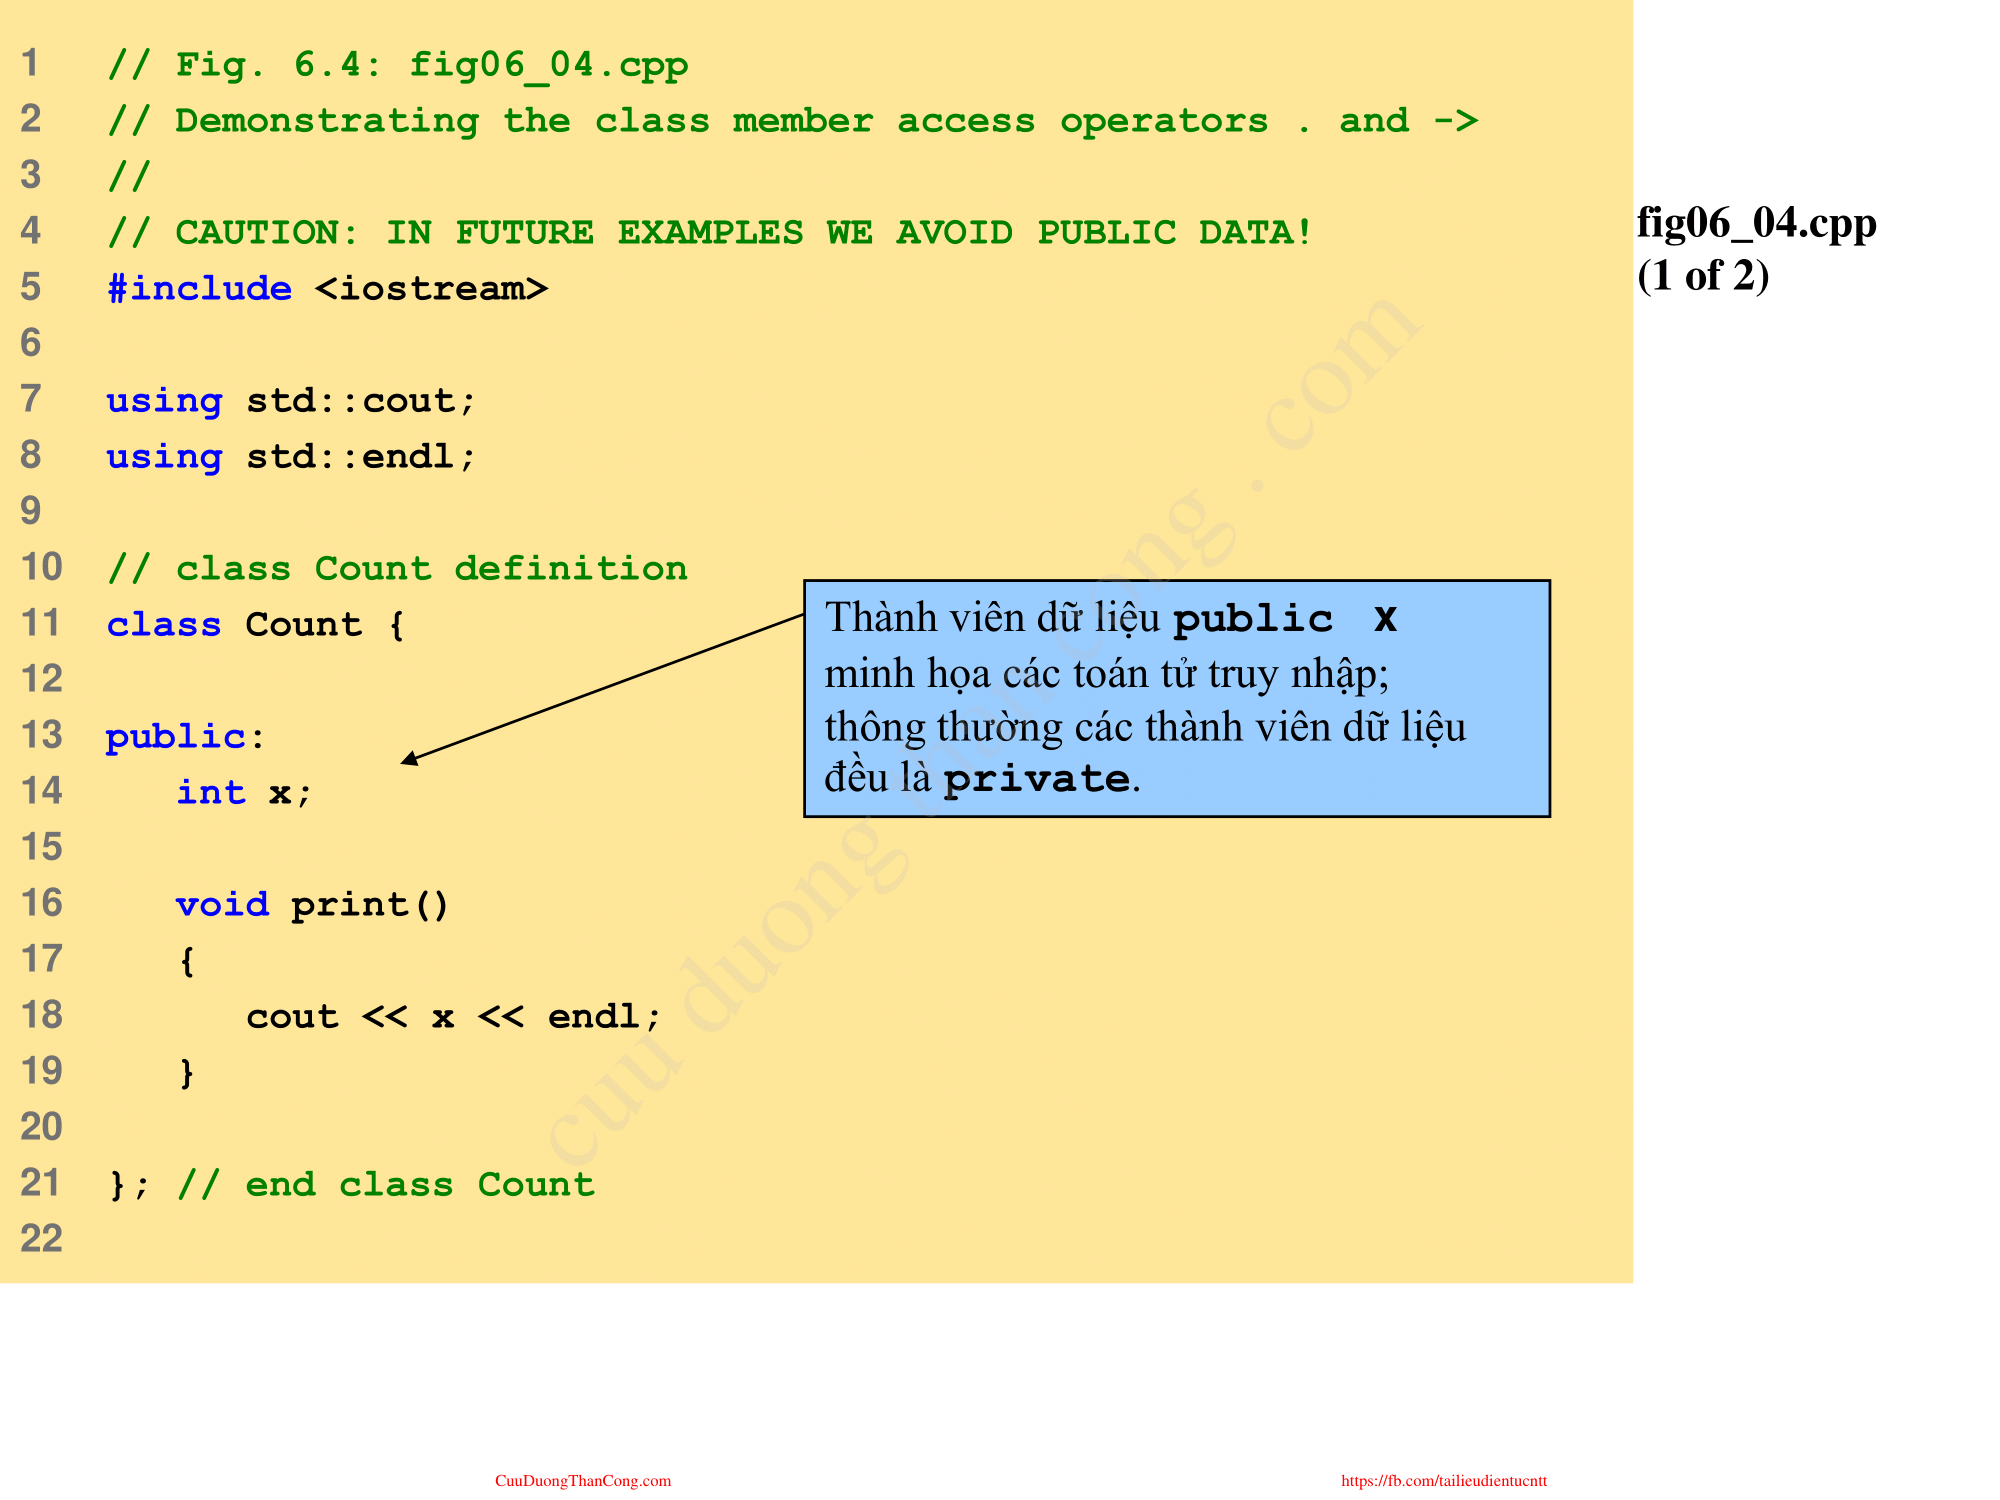 1 // Fig. 6.4: fig06_04.cpp
2 // Demonstrating the class member access operators . and ->
3 //
4 // CAUTION: IN FUTURE EXAMPLES WE AVOID PUBLIC DATA!
5 #include <iostream>
6
7 using std::cout;
8 using std::endl;
9
10 // class Count definition
11 class Count {
12
13 public:
14    int x;
15
16    void print()
17    {
18       cout << x << endl;
19    }
20
21 }; // end class Count
22
Thành viên dữ liệu public x
minh họa các toán tử truy nhập;
thông thường các thành viên dữ liệu
đều là private.
fig06_04.cpp
(1 of 2)
cuu duong than cong . com
CuuDuongThanCong.com
https://fb.com/tailieudientucntt